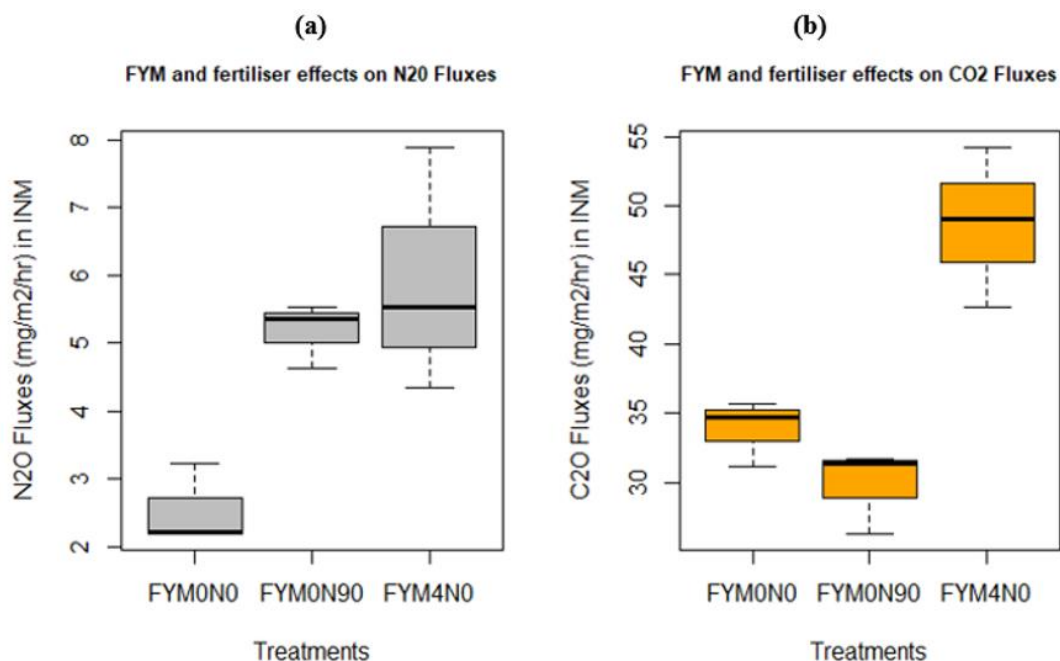 (a)
FYM and fertiliser effects on N20 Fluxes
N2O Fluxes (mg/m2/hr) in INM
8
7
6
5
4
3
2
FYM0N0 FYM0N90 FYM4N0
Treatments
(b)
FYM and fertiliser effects on CO2 Fluxes
C2O Fluxes (mg/m2/hr) in INM
55
50
45
40
35
30
FYM0N0 FYM0N90 FYM4N0
Treatments